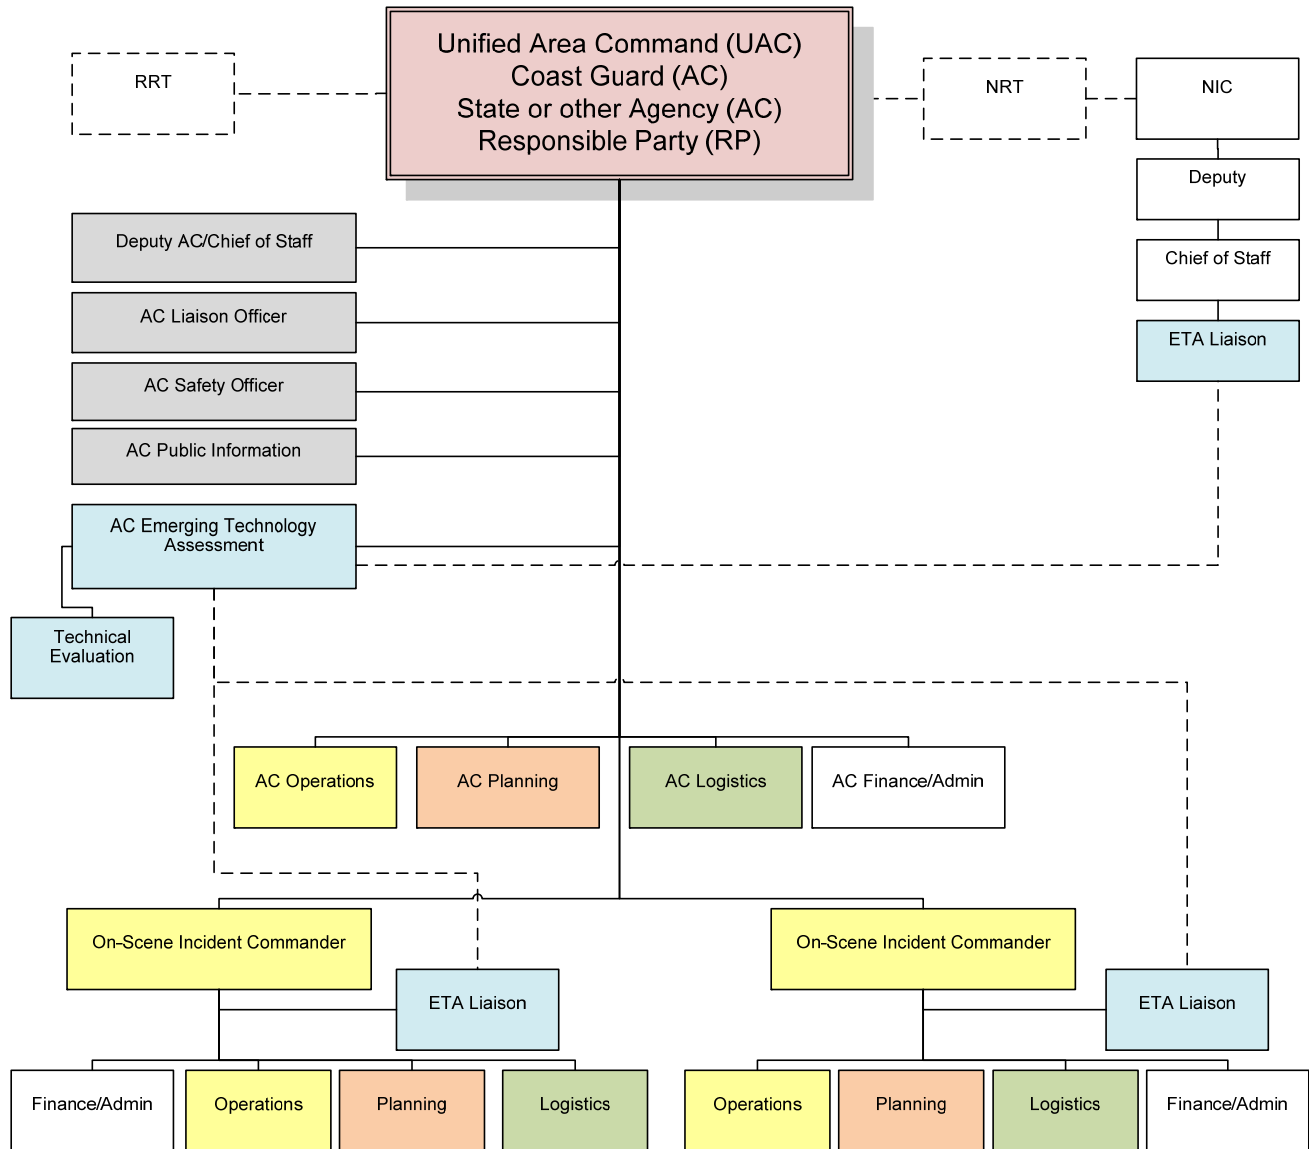 Unified Area Command (UAC)
Coast Guard (AC)
State or other Agency (AC)
Responsible Party (RP)
RRT
NRT
NIC
Deputy
Chief of Staff
ETA Liaison
Deputy AC/Chief of Staff
AC Liaison Officer
AC Safety Officer
AC Public Information
AC Emerging Technology
Assessment
Technical
Evaluation
AC Operations
AC Planning
AC Logistics
AC Finance/Admin
On-Scene Incident Commander
ETA Liaison
Finance/Admin
Operations
Planning
Logistics
On-Scene Incident Commander
ETA Liaison
Operations
Planning
Logistics
Finance/Admin